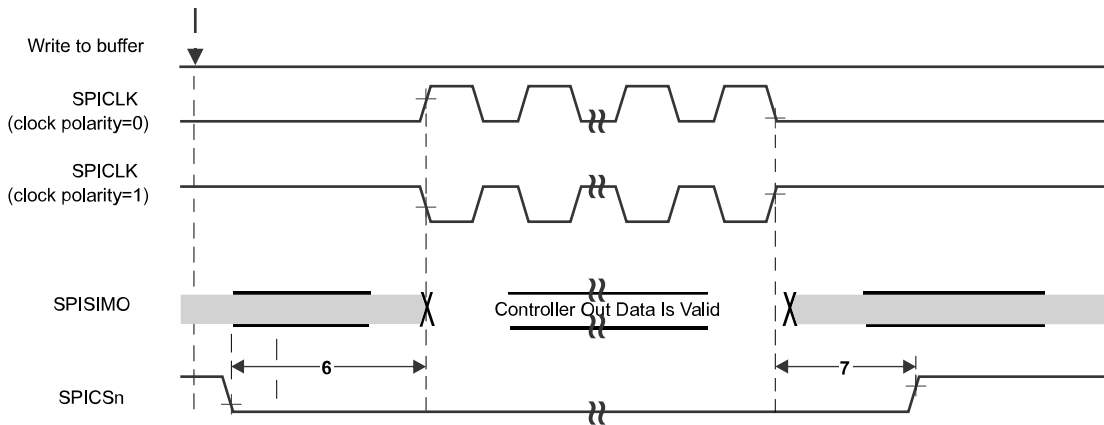 Write to buffer
SPICLK
(clock polarity=0)
SPICLK
(clock polarity=1)
SPISIMO
Controller Out Data Is Valid
6
7
SPICSn